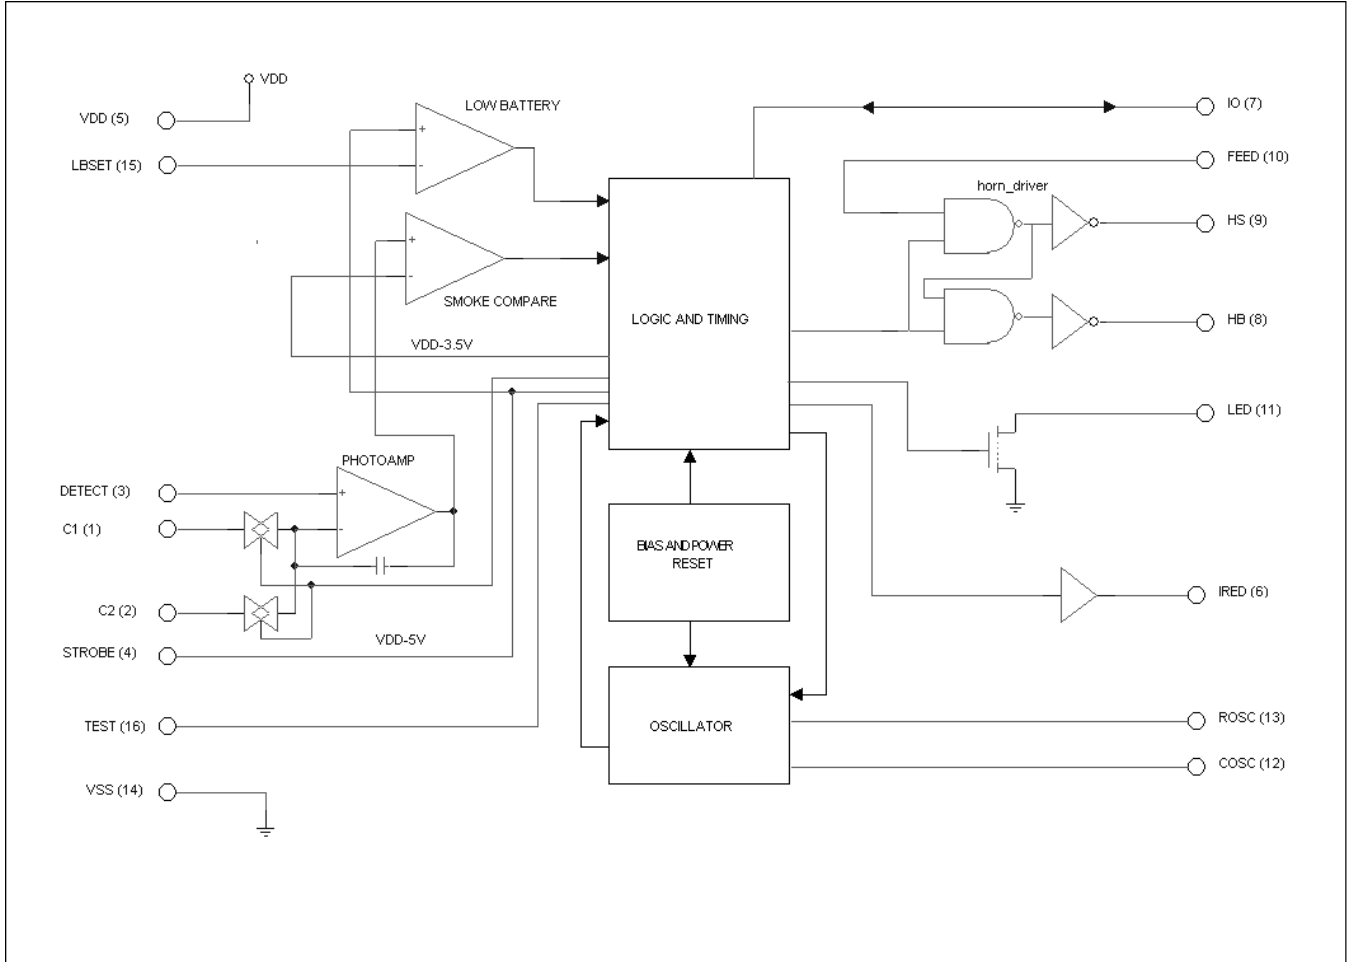 VDD
LOW BATTERY
IO (7)
VDD (5)
LBSET (15)
FEED (10)
horn_driver
HS (9)
SMOKE COMPARE
LOGIC AND TIMING
HB (8)
VDD-3.5V
LED (11)
PHOTOAMP
DETECT (3)
C1 (1)
BIAS AND POWER
RESET
IRED (6)
C2 (2)
VDD-5V
STROBE (4)
TEST (16)
OSCILLATOR
ROSC (13)
COSC (12)
VSS (14)
+
-
+
-
+
-